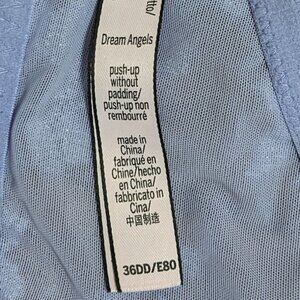 tto/
Dream Angels
push-up
without
padding/
push-up non
rembourré
made in
China/
fabriqué en
Chine/hecho
en China/
fabbricato in
Cina/
中国制造
36DD/E80